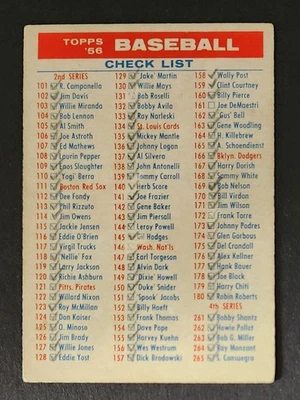 TOPPS '56
BASEBALL
CHECK LIST
2nd SERIES
101 R. Campanella
102 Jim Davis
103 Willie Miranda
104 Bob Lennon
105 Al Smith
106 Joe Astroth
107 Ed Mathews
108 Laurin Pepper
109 Enos Slaughter
110 'Yogi' Berra
111 Boston Red Sox
112 Dee Fondy
113 Phil Rizzuto
114 Jim Owens
115 Jackie Jensen
116 Eddie O'Brien
117 Virgil Trucks
118 'Nellie' Fox
119 Larry Jackson
120 Richie Ashburn
121 Pitts. Pirates
122 Willard Nixon
123 Roy McMillan
124 Don Kaiser
125 O. Minoso
126 Jim Brady
127 Willie Jones
128 Eddie Yost
129 'Jake' Martin
130 Willie Mays
131 Bob Roselli
132 Bobby Avila
133 Ray Narleski
134 St. Louis Cards
135 Mickey Mantle
136 Johnny Logan
137 Al Silvera
138 John Antonelli
139 Tommy Carroll
140 Herb Score
141 Joe Frazier
142 Gene Baker
143 Jim Piersall
144 Leroy Powell
145 Gil Hodges
146 Wash. Nat'ls
147 Earl Torgeson
148 Alvin Dark
149 'Dixie' Howell
150 'Duke' Snider
151 'Spook' Jacobs
152 Billy Hoeft
153 Frank Thomas
154 Dave Pope
155 Harvey Kuenn
156 Wes Westrum
157 Dick Brodowski
158 Wally Post
159 Clint Courtney
160 Billy Pierce
161 Joe DeMaestri
162 'Gus' Bell
163 Gene Woodling
164 H. Killebrew
165 A. Schoendienst
166 Bklyn. Dodgers
167 Harry Dorish
168 Sammy White
169 Bob Nelson
170 Bill Virdon
171 Jim Wilson
172 Frank Torre
173 Johnny Podres
174 Glen Gorbous
175 Del Crandall
176 Alex Kellner
177 Hank Bauer
178 Joe Black
179 Harry Chiti
180 Robin Roberts
4th SERIES
261 Bobby Shantz
262 Howie Pollet
263 Bob G. Miller
264 Ray Monzant
265 S. Consuegra